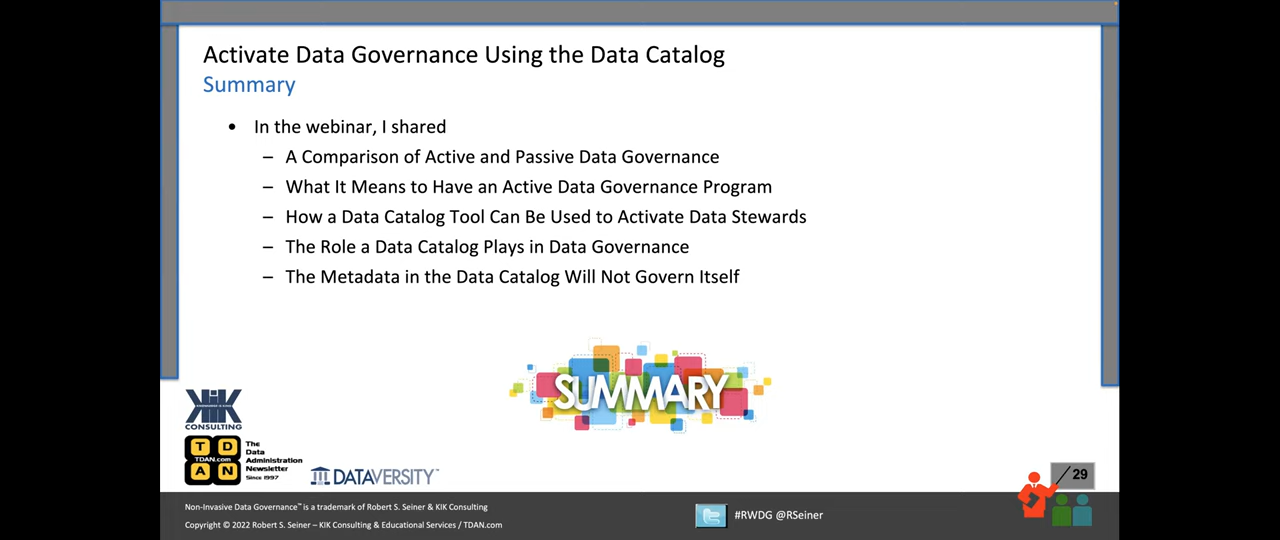 Activate Data Governance Using the Data Catalog
Summary
• In the webinar, I shared
– A Comparison of Active and Passive Data Governance
– What It Means to Have an Active Data Governance Program
– How a Data Catalog Tool Can Be Used to Activate Data Stewards
– The Role a Data Catalog Plays in Data Governance
– The Metadata in the Data Catalog Will Not Govern Itself
SUMMARY
KIK
CONSULTING
T D
TDAN.com
A N
The
Data
Administration
Newsletter
Since 1997
DATAVERSITY™
29
Non-Invasive Data Governance™ is a trademark of Robert S. Seiner & KIK Consulting
Copyright © 2022 Robert S. Seiner – KIK Consulting & Educational Services / TDAN.com
#RWDG @RSeiner